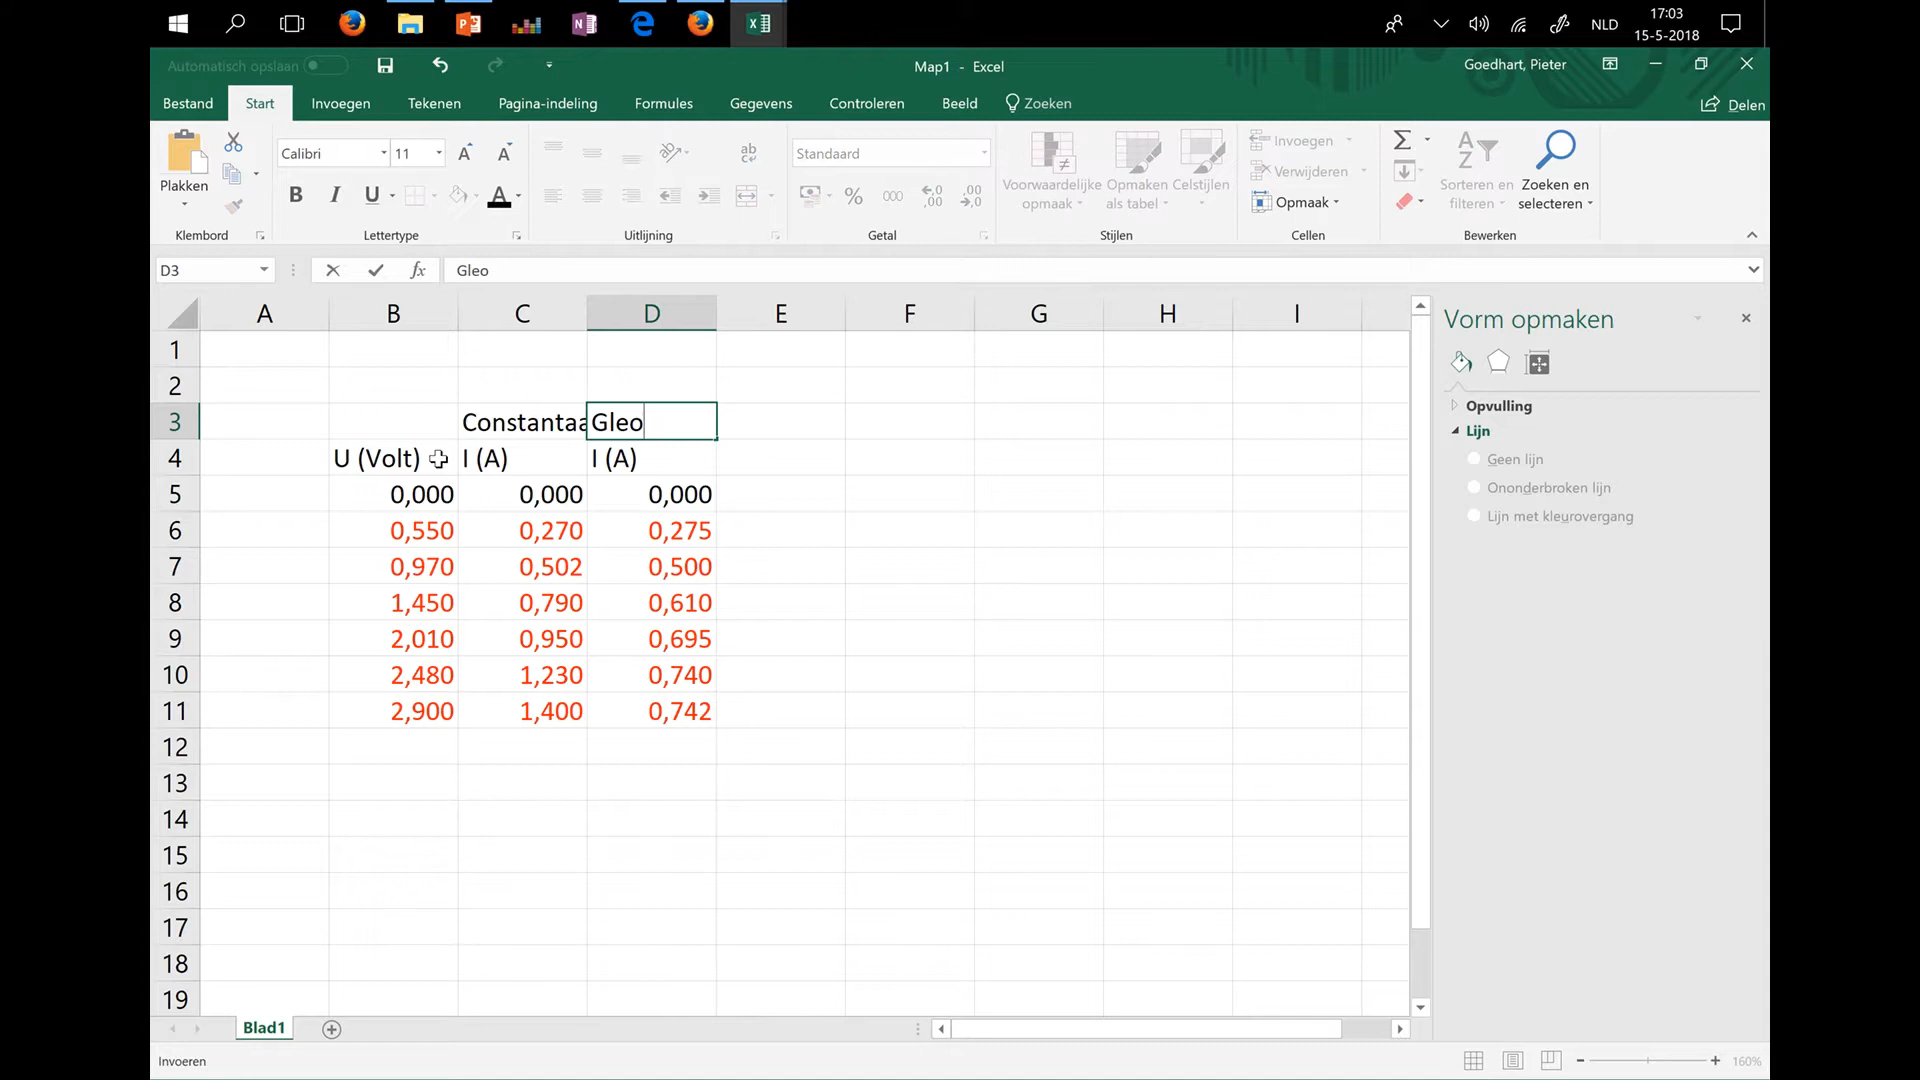 NLD
17:03
15-5-2018
Automatisch opslaan
Map1 - Excel
Goedhart, Pieter
Bestand Start Invoegen Tekenen Pagina-indeling Formules Gegevens Controleren Beeld Zoeken Delen
Plakken
Klembord
Calibri 11
B I U A
Lettertype
ab
Uitlijning
Standaard
% 000
Getal
Voorwaardelijke opmaak
Opmaken als tabel
Celstijlen
Stijlen
Invoegen
Verwijderen
Opmaak
Cellen
Sorteren en filteren
Zoeken en selecteren
Bewerken
D3 fx Gleo
A B C D E F G H I
1
2
3 Constantaa Gleo
4 U (Volt) I (A) I (A)
5 0,000 0,000 0,000
6 0,550 0,270 0,275
7 0,970 0,502 0,500
8 1,450 0,790 0,610
9 2,010 0,950 0,695
10 2,480 1,230 0,740
11 2,900 1,400 0,742
12
13
14
15
16
17
18
19
Vorm opmaken
Opvulling
Lijn
Geen lijn
Ononderbroken lijn
Lijn met kleurovergang
Blad1
Invoeren
160%